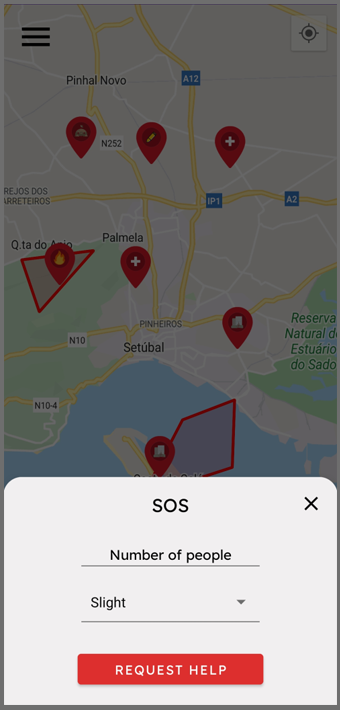 Pinhal Novo
A12
N252
REJOS DOS
ARRETEIROS
IP1
A2
Q.ta do Anjo
Palmela
PINHEIROS
Reserva
Natural d
Estuário
do Sado
N10
Setúbal
N10-4
SOS
Number of people
Slight
REQUEST HELP